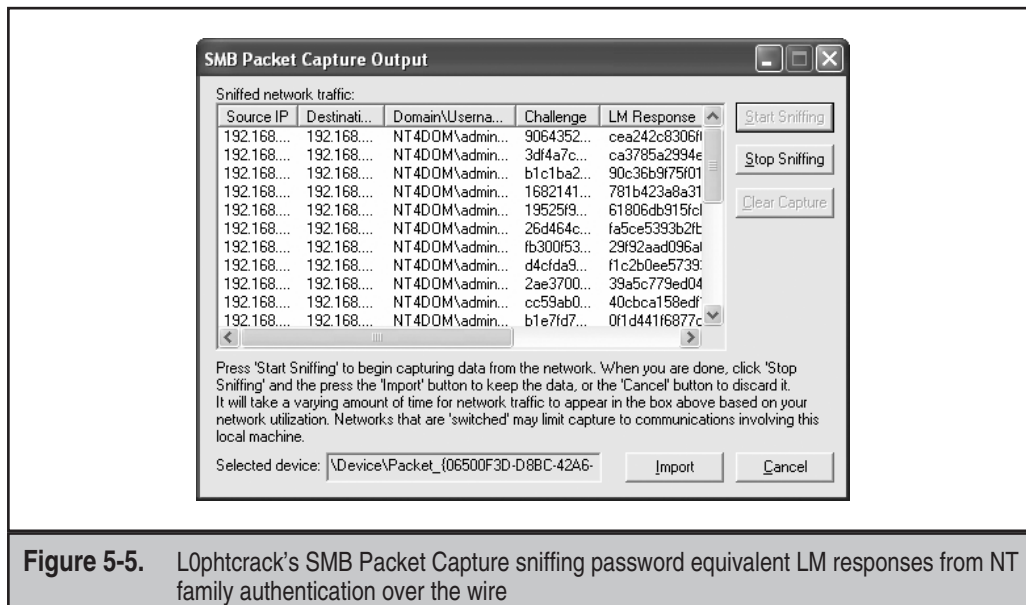 SMB Packet Capture Output
Sniffed network traffic:
Source IP Destinati... Domain\Userna... Challenge LM Response
192.168.... 192.168.... NT4DOM\admin... 9064352... cea242c8306f
192.168.... 192.168.... NT4DOM\admin... 3df4a7c... ca3785a2994e
192.168.... 192.168.... NT4DOM\admin... b1c1ba2... 90c36b9f75f01
192.168.... 192.168.... NT4DOM\admin... 1682141... 781b423a8a31
192.168.... 192.168.... NT4DOM\admin... 19525f9... 61806db915fcl
192.168.... 192.168.... NT4DOM\admin... 26d464c... fa5ce5393b2fb
192.168.... 192.168.... NT4DOM\admin... fb300f53... 29f92aad096a
192.168.... 192.168.... NT4DOM\admin... d4cfda9... f1c2b0ee5739
192.168.... 192.168.... NT4DOM\admin... 2ae3700... 39a5c779ed04
192.168.... 192.168.... NT4DOM\admin... cc59ab0... 40cbca158edf
192.168.... 192.168.... NT4DOM\admin... b1e7fd7... 0f1d441f6877c
Start Sniffing
Stop Sniffing
Clear Capture
Press 'Start Sniffing' to begin capturing data from the network. When you are done, click 'Stop
Sniffing' and the press the 'Import' button to keep the data, or the 'Cancel' button to discard it.
It will take a varying amount of time for network traffic to appear in the box above based on your
network utilization. Networks that are 'switched' may limit capture to communications involving this
local machine.
Selected device: \Device\Packet_{06500F3D-D8BC-42A6- Import Cancel
Figure 5-5. L0phtcrack's SMB Packet Capture sniffing password equivalent LM responses from NT
family authentication over the wire